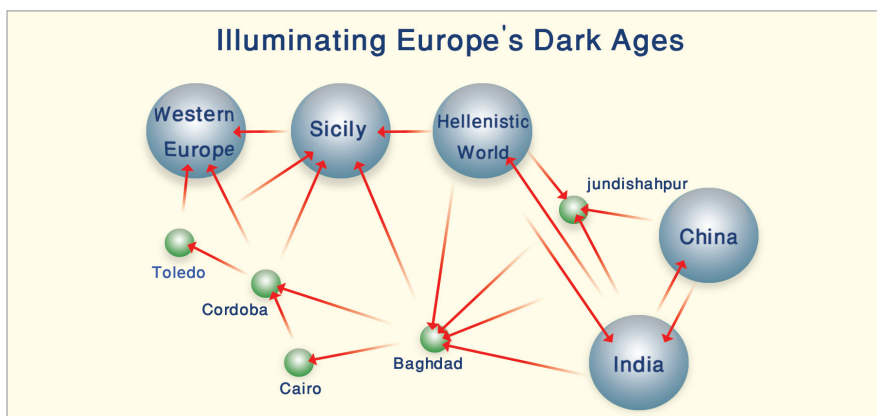 Illuminating Europe's Dark Ages
Western
Europe
Sicily
Hellenistic
World
jundishahpur
China
Toledo
Cordoba
Baghdad
India
Cairo